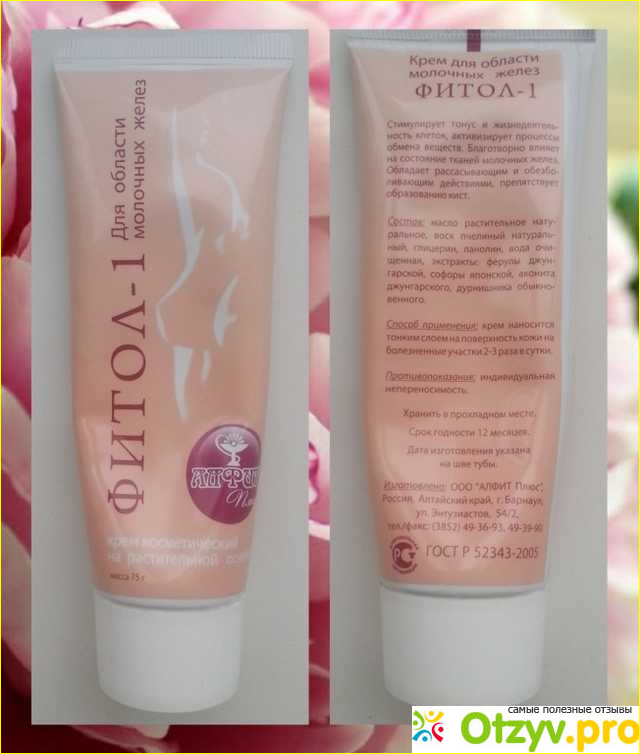 ФИТОЛ-1
Для области
молочных желез
АЛФИТ
крем косметический
на растительной
масса 75 г
Крем для области
молочных желез
ФИТОЛ-1
Стимулирует тонус и жизнедеятель-
ность клеток, активизирует процессы
обмена веществ. Благотворно влияет
на состояние тканей молочных желез.
Обладает рассасывающим и обезбо-
ливающим действиями, препятствует
образованию кист.
Состав: масло растительное нату-
ральное, воск пчелиный натураль-
ный, глицерин, ланолин, вода очи-
щенная, экстракты: ферулы джун-
гарской, софоры японской, аконита
джунгарского, дурнишника обыкно-
венного.
Способ применения: крем наносится
тонким слоем на поверхность кожи на
болезненные участки 2-3 раза в сутки.
Противопоказания: индивидуальная
непереносимость.
Хранить в прохладном месте.
Срок годности 12 месяцев.
Дата изготовления указана
на шве тубы.
Изготовлено: ООО "АЛФИТ Плюс",
Россия, Алтайский край, г. Барнаул,
ул. Энтузиастов, 54/2,
тел/факс: (3852) 49-36-93, 49-39-90
ГОСТ Р 52343-2005
самые полезные отзывы
Otzyv.pro